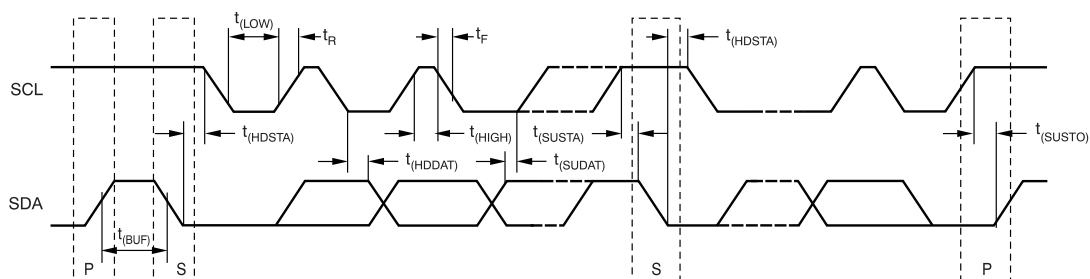 t(LOW)
tR
tF
t(HDSTA)
SCL
t(HDSTA)
t(HIGH)
t(SUSTA)
t(HDDAT)
t(SUDAT)
t(SUSTO)
SDA
t(BUF)
P
S
S
P